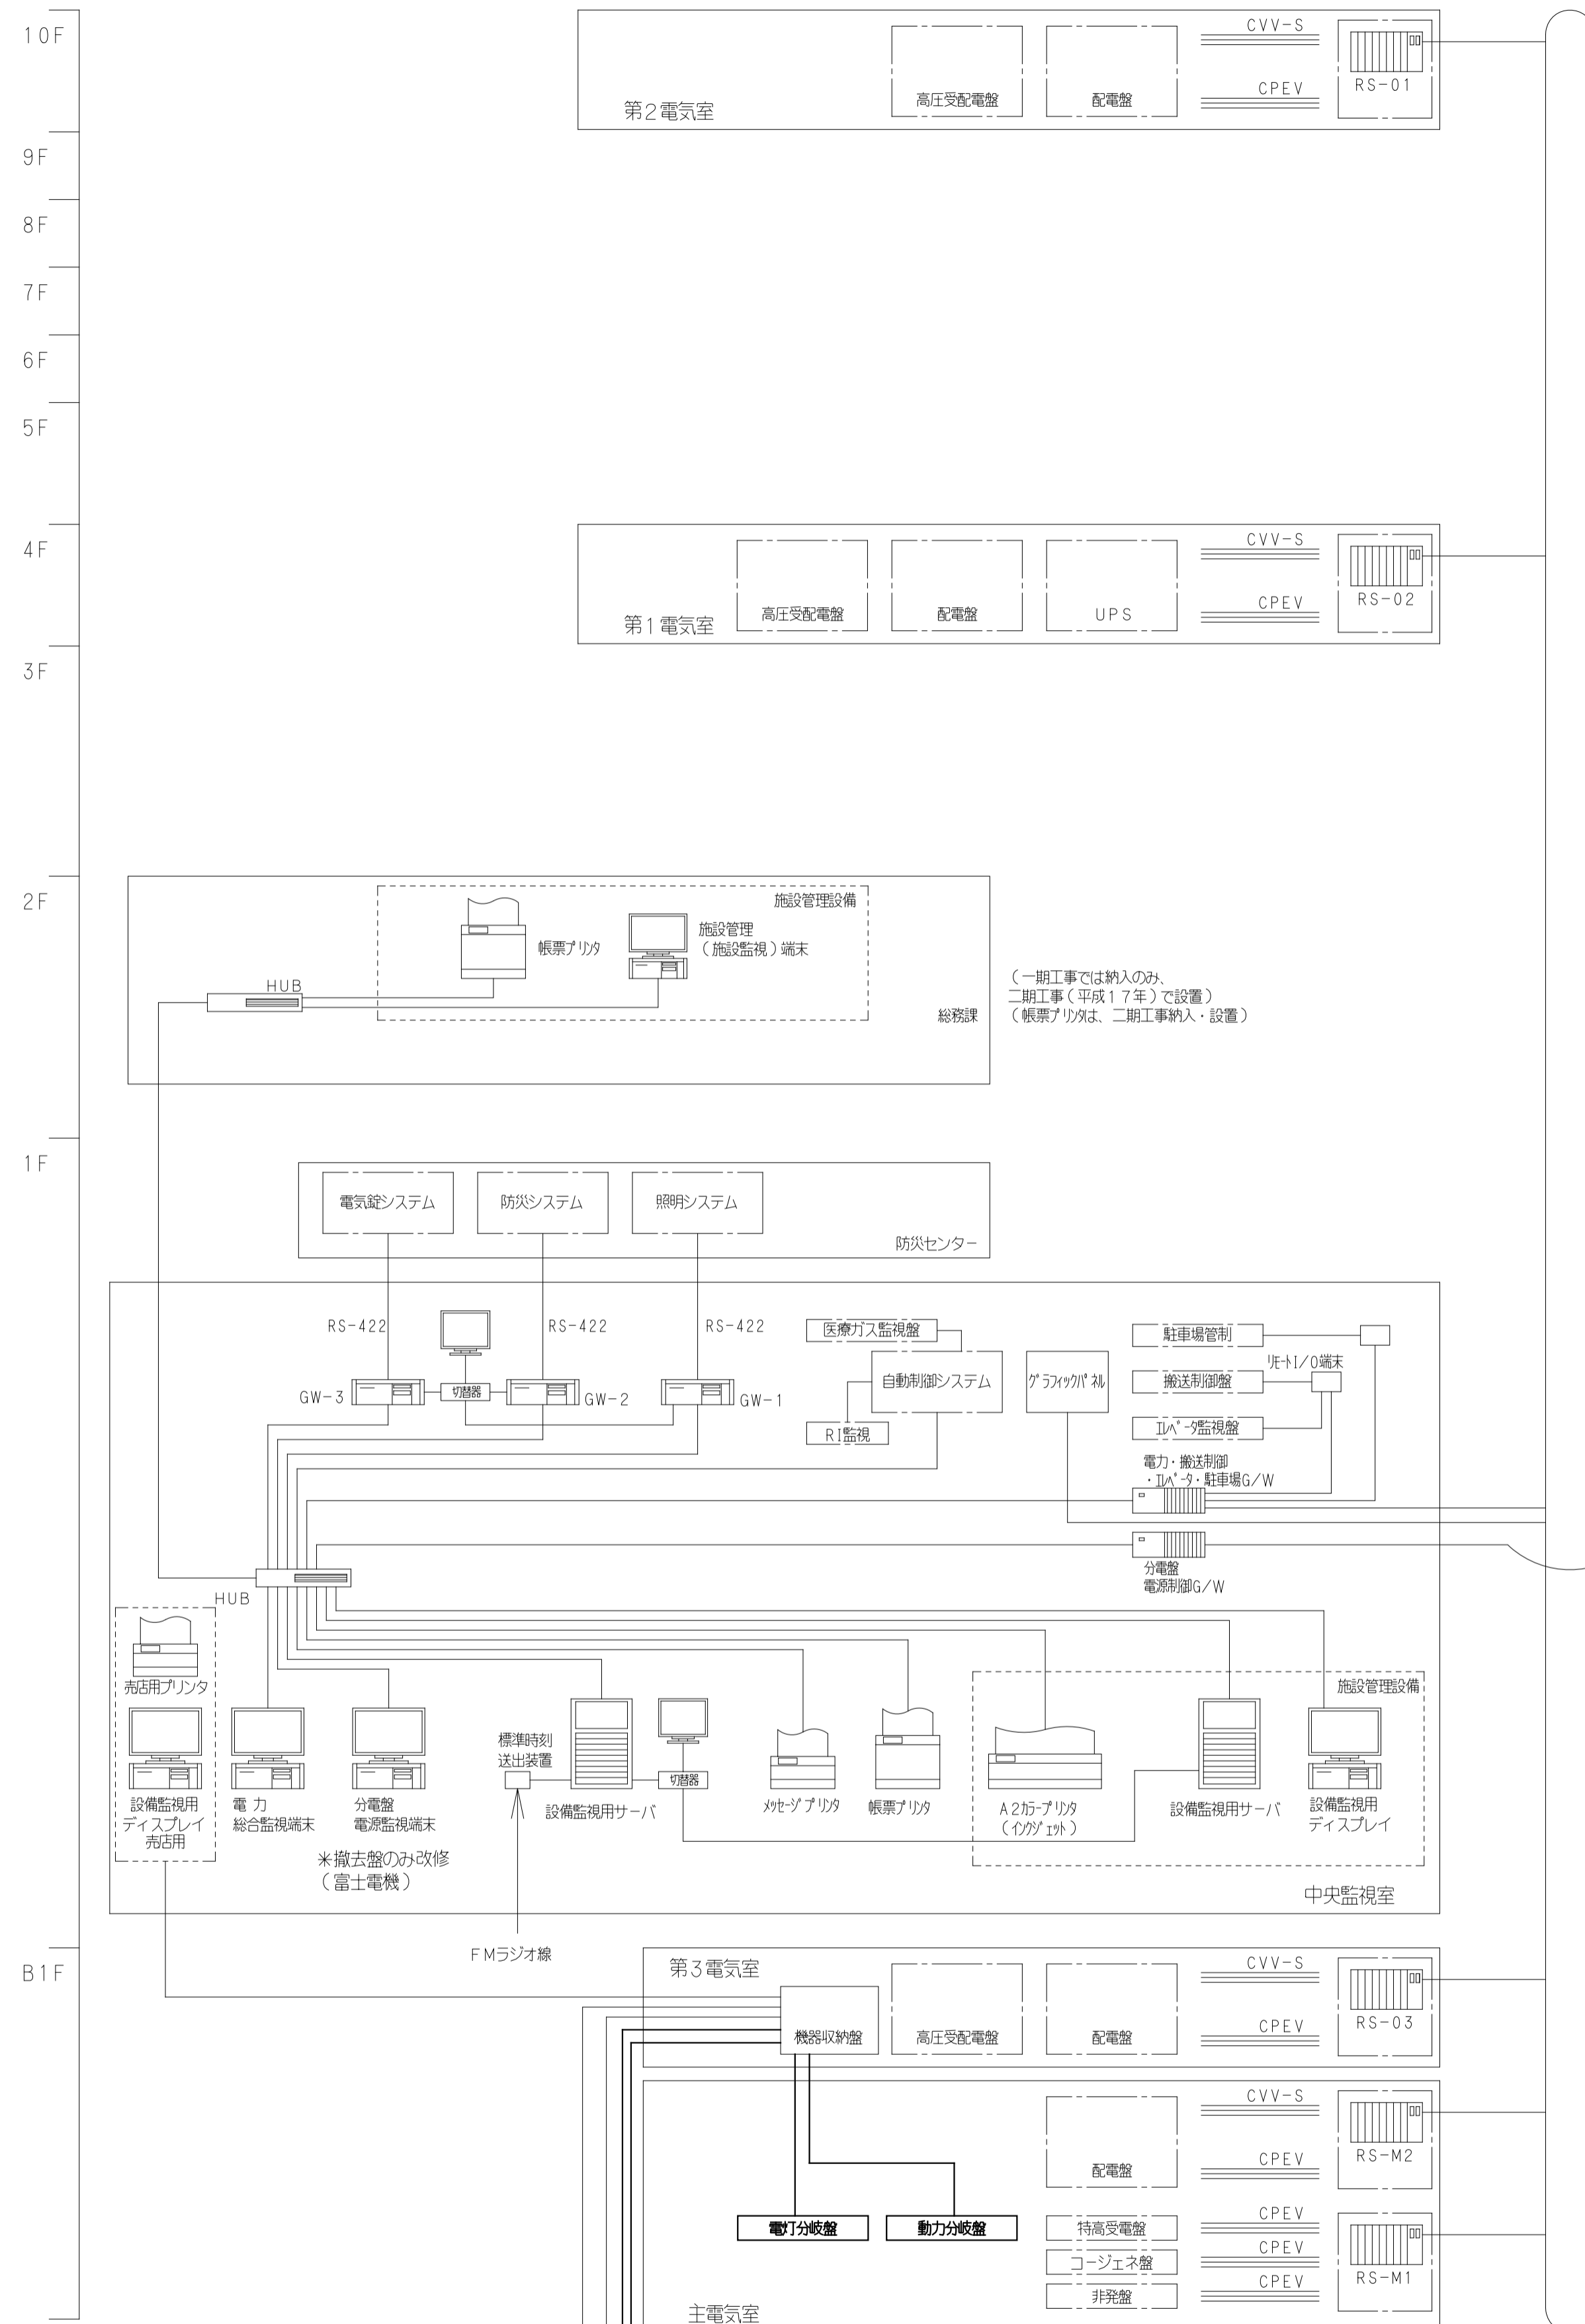 10F
CVV-S
CPEV
RS-01
高圧受配電盤
配電盤
第2電気室
9F
8F
7F
6F
5F
4F
CVV-S
CPEV
RS-02
高圧受配電盤
配電盤
UPS
第1電気室
3F
2F
施設管理設備
帳票プリンタ
施設管理
(施設監視)端末
HUB
総務課
(一期工事では納入のみ、
二期工事(平成17年)で設置)
(帳票プリンタは、二期工事納入・設置)
1F
電気錠システム
防災システム
照明システム
防災センター
RS-422
RS-422
RS-422
GW-3
切替器
GW-2
GW-1
医療ガス監視盤
自動制御システム
RI監視
グラフィックパネル
駐車場管制
リモートI/O端末
搬送制御盤
エレベータ監視盤
電力・搬送制御
・エレベータ・駐車場G/W
分電盤
電源制御G/W
HUB
売店用プリンタ
設備監視用
ディスプレイ
売店用
電 力
総合監視端末
分電盤
電源監視端末
*撤去盤のみ改修
(富士電機)
標準時刻
送出装置
設備監視用サーバ
切替器
メッセージプリンタ
帳票プリンタ
A2カラープリンタ
(インクジェット)
施設管理設備
設備監視用サーバ
設備監視用
ディスプレイ
中央監視室
FMラジオ線
B1F
第3電気室
機器収納盤
高圧受配電盤
配電盤
CVV-S
CPEV
RS-03
配電盤
CVV-S
CPEV
RS-M2
電灯分岐盤
動力分岐盤
特高受電盤
CPEV
コージェネ盤
CPEV
非発盤
CPEV
RS-M1
主電気室